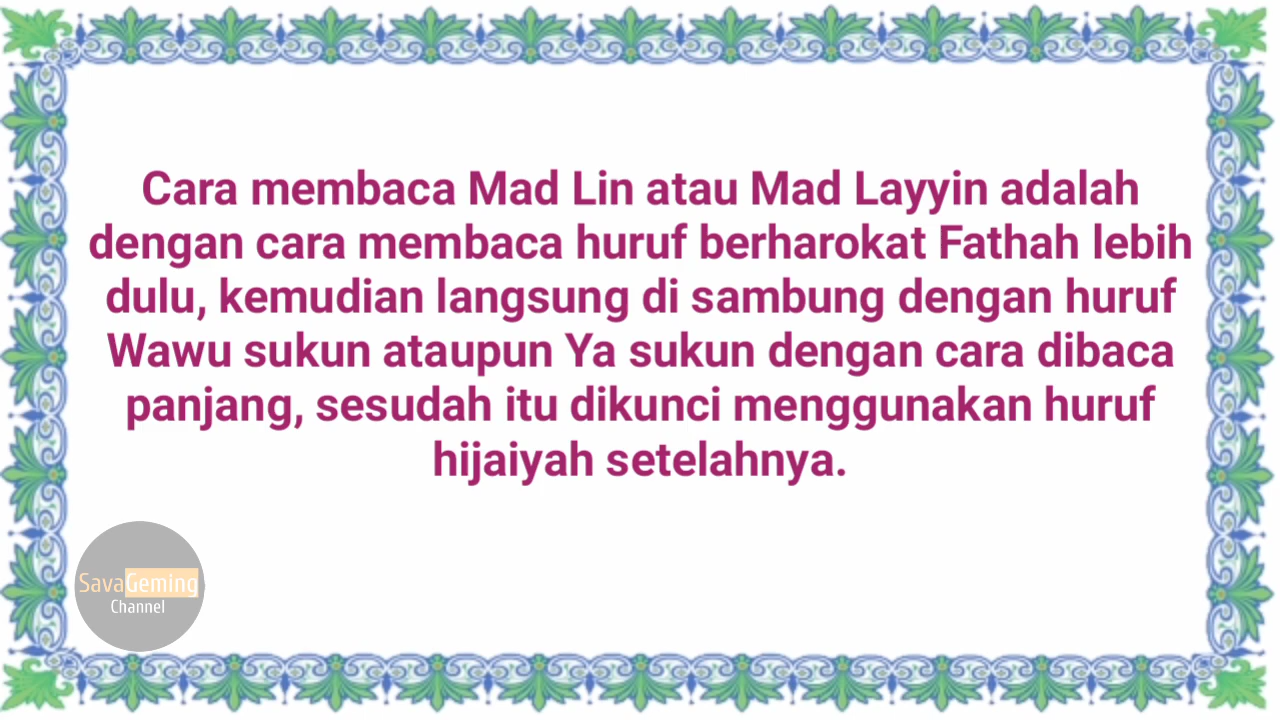 Cara membaca Mad Lin atau Mad Layyin adalah
dengan cara membaca huruf berharokat Fathah lebih
dulu, kemudian langsung di sambung dengan huruf
Wawu sukun ataupun Ya sukun dengan cara dibaca
panjang, sesudah itu dikunci menggunakan huruf
hijaiyah setelahnya.
SavaGeming
Channel